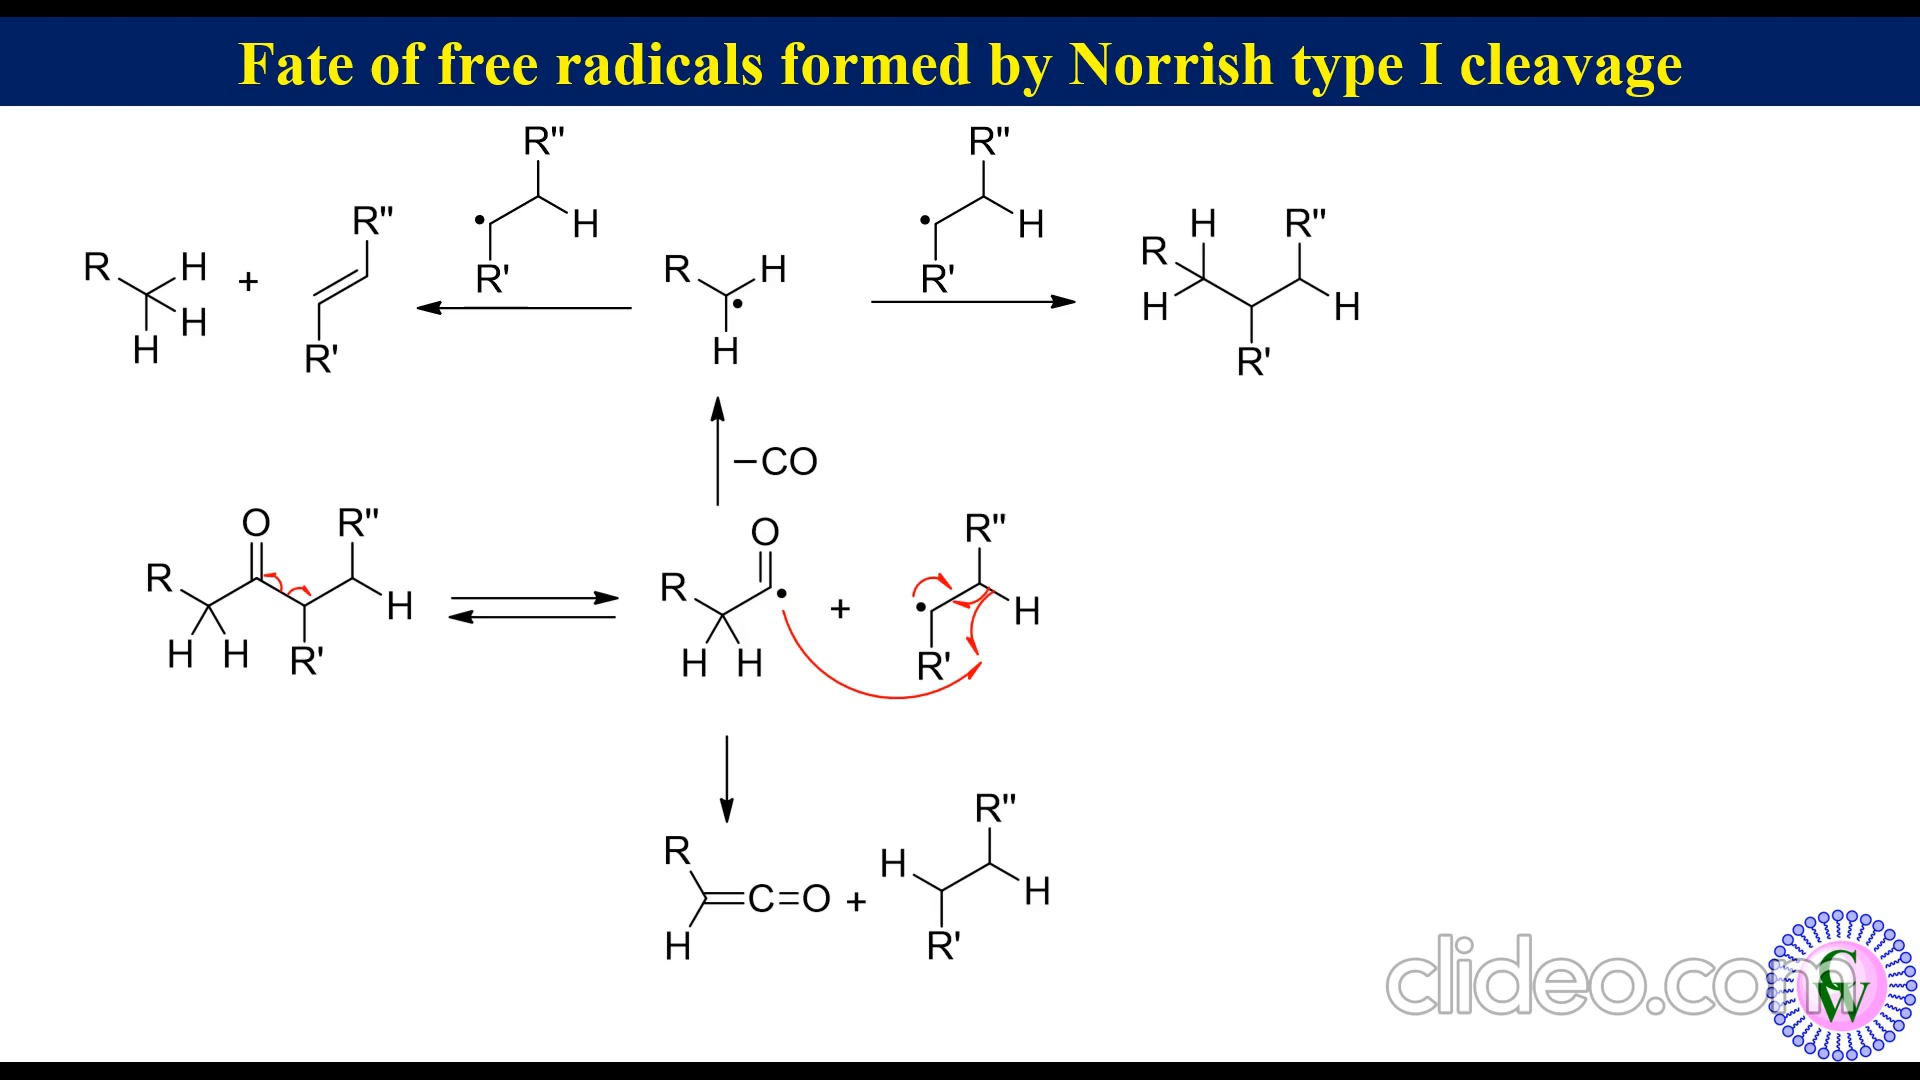 Fate of free radicals formed by Norrish type I cleavage
R" R"
R H H + R" R' H
R' H
R H H
R' H
R H H R" H R'
−CO
O R" R H H R' H
O R H H + R" H R'
R H C=O + H R" H R'
clideo.com
C
W